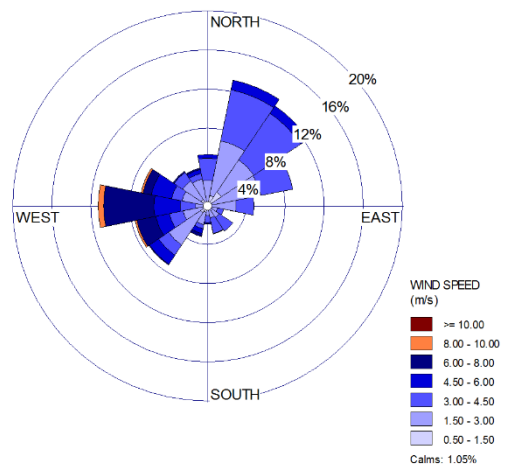 NORTH
20%
16%
12%
8%
4%
WEST
EAST
SOUTH
WIND SPEED
(m/s)
>= 10.00
8.00 - 10.00
6.00 - 8.00
4.50 - 6.00
3.00 - 4.50
1.50 - 3.00
0.50 - 1.50
Calms: 1.05%